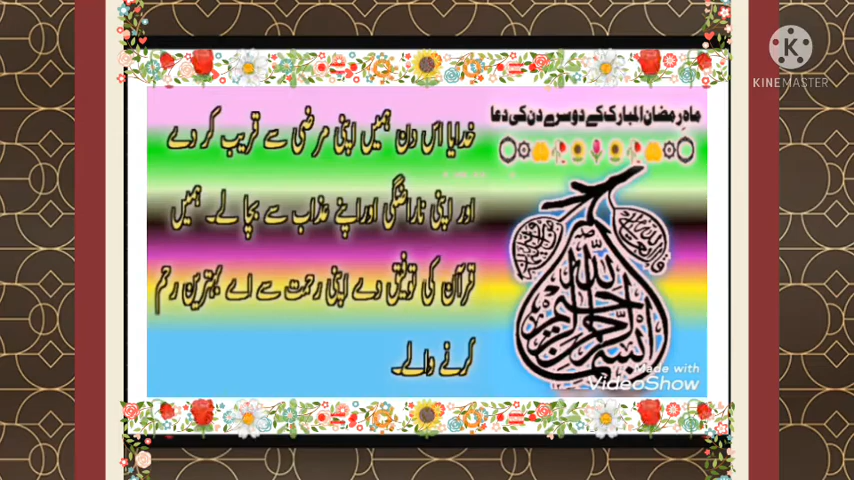 ماہِ رمضان المبارک کے دوسرے دن کی دعا
خدایا اس دن ہمیں اپنی مرضی سے قریب کر دے
اور اپنی ناراضگی اور اپنے عذاب سے بچا لے۔ ہمیں
قرآن کی توفیق دے اپنی رحمت سے اے بہترین رحم
کرنے والے۔
بسم الله الرحمن الرحيم
Made with
VideoShow
K
KINEMASTER